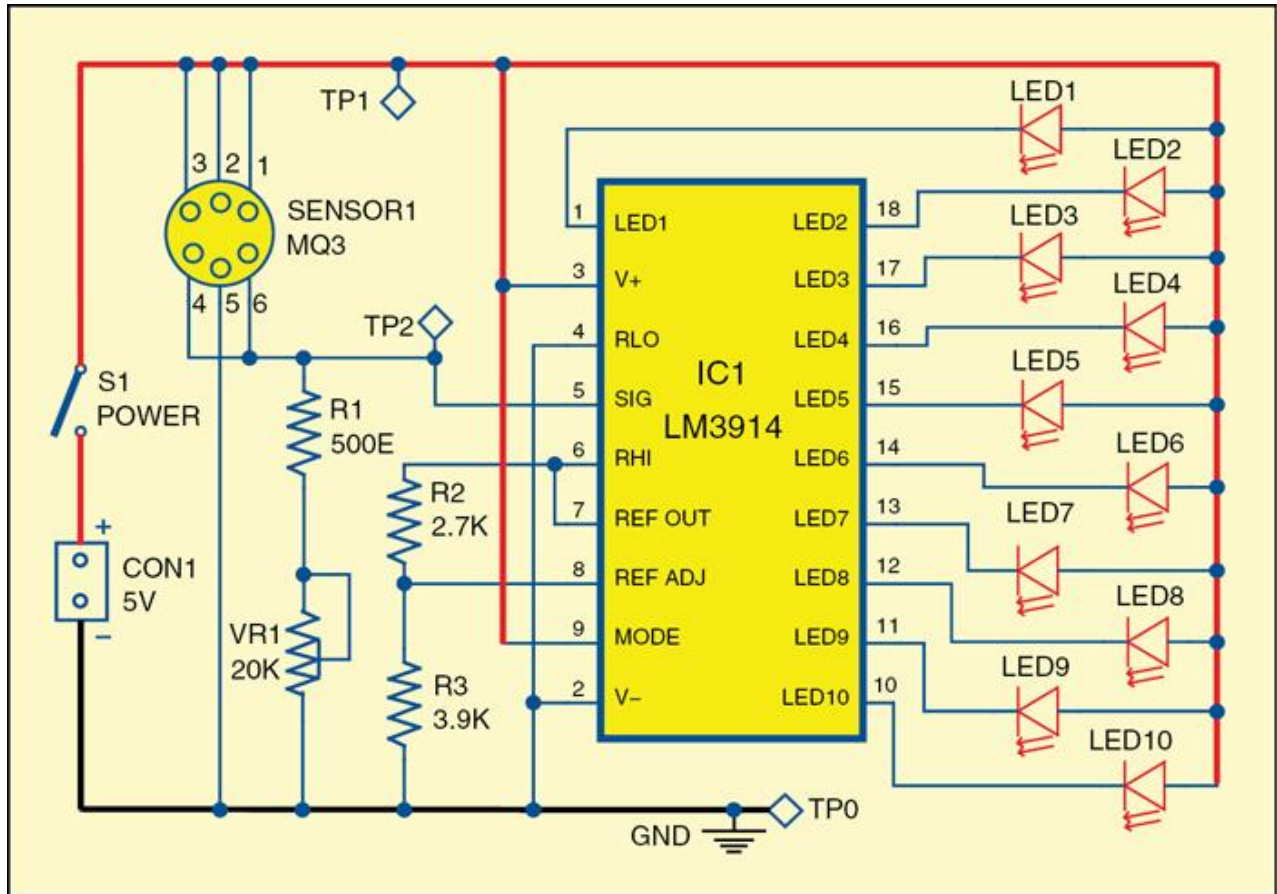 TP1
LED1
LED2
3 2 1
SENSOR1
MQ3
1 LED1
LED2 18
LED3
3 V+
LED3 17
LED4
4 5 6
TP2
4 RLO
LED4 16
IC1
LM3914
LED5
S1
POWER
R1
500E
5 SIG
LED5 15
6 RHI
LED6 14
LED6
R2
2.7K
7 REF OUT
LED7 13
LED7
+
CON1
5V
–
8 REF ADJ
LED8 12
LED8
VR1
20K
9 MODE
LED9 11
LED9
R3
3.9K
2 V–
LED10 10
LED10
GND
TP0